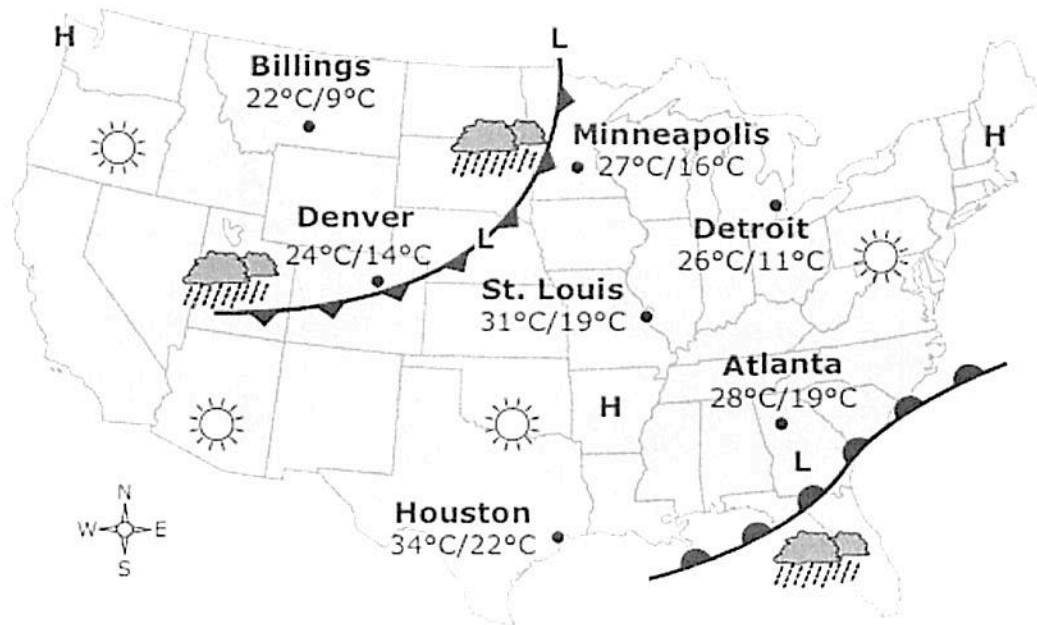 H
L
Billings
22°C/9°C
Minneapolis
27°C/16°C
H
Denver
24°C/14°C
L
Detroit
26°C/11°C
St. Louis
31°C/19°C
Atlanta
28°C/19°C
H
L
Houston
34°C/22°C
N
W E
S